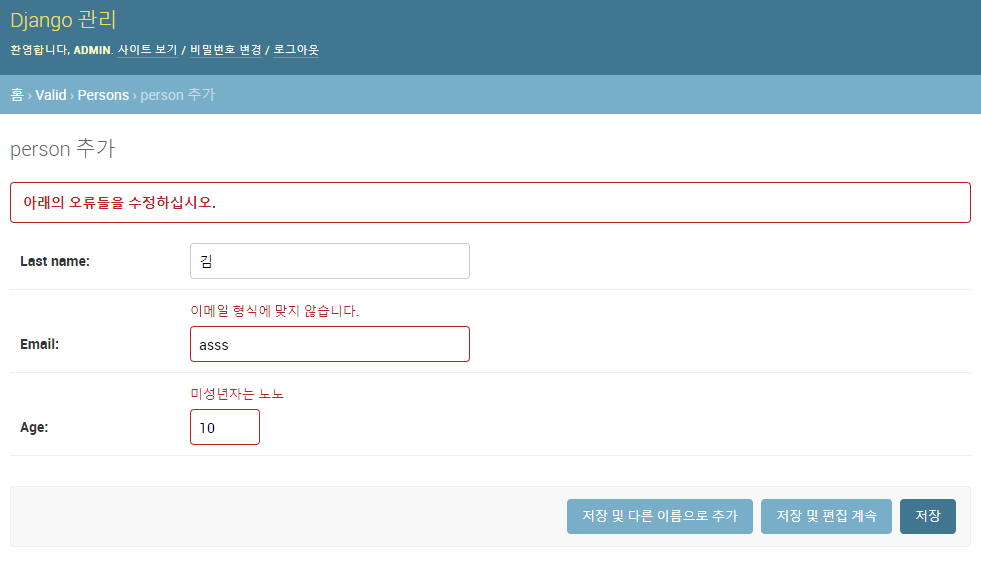 Django 관리
환영합니다, ADMIN. 사이트 보기 / 비밀번호 변경 / 로그아웃
홈 › Valid › Persons › person 추가
person 추가
아래의 오류들을 수정하십시오.
Last name: 김
이메일 형식에 맞지 않습니다.
Email: asss
미성년자는 노노
Age: 10
저장 및 다른 이름으로 추가 저장 및 편집 계속 저장